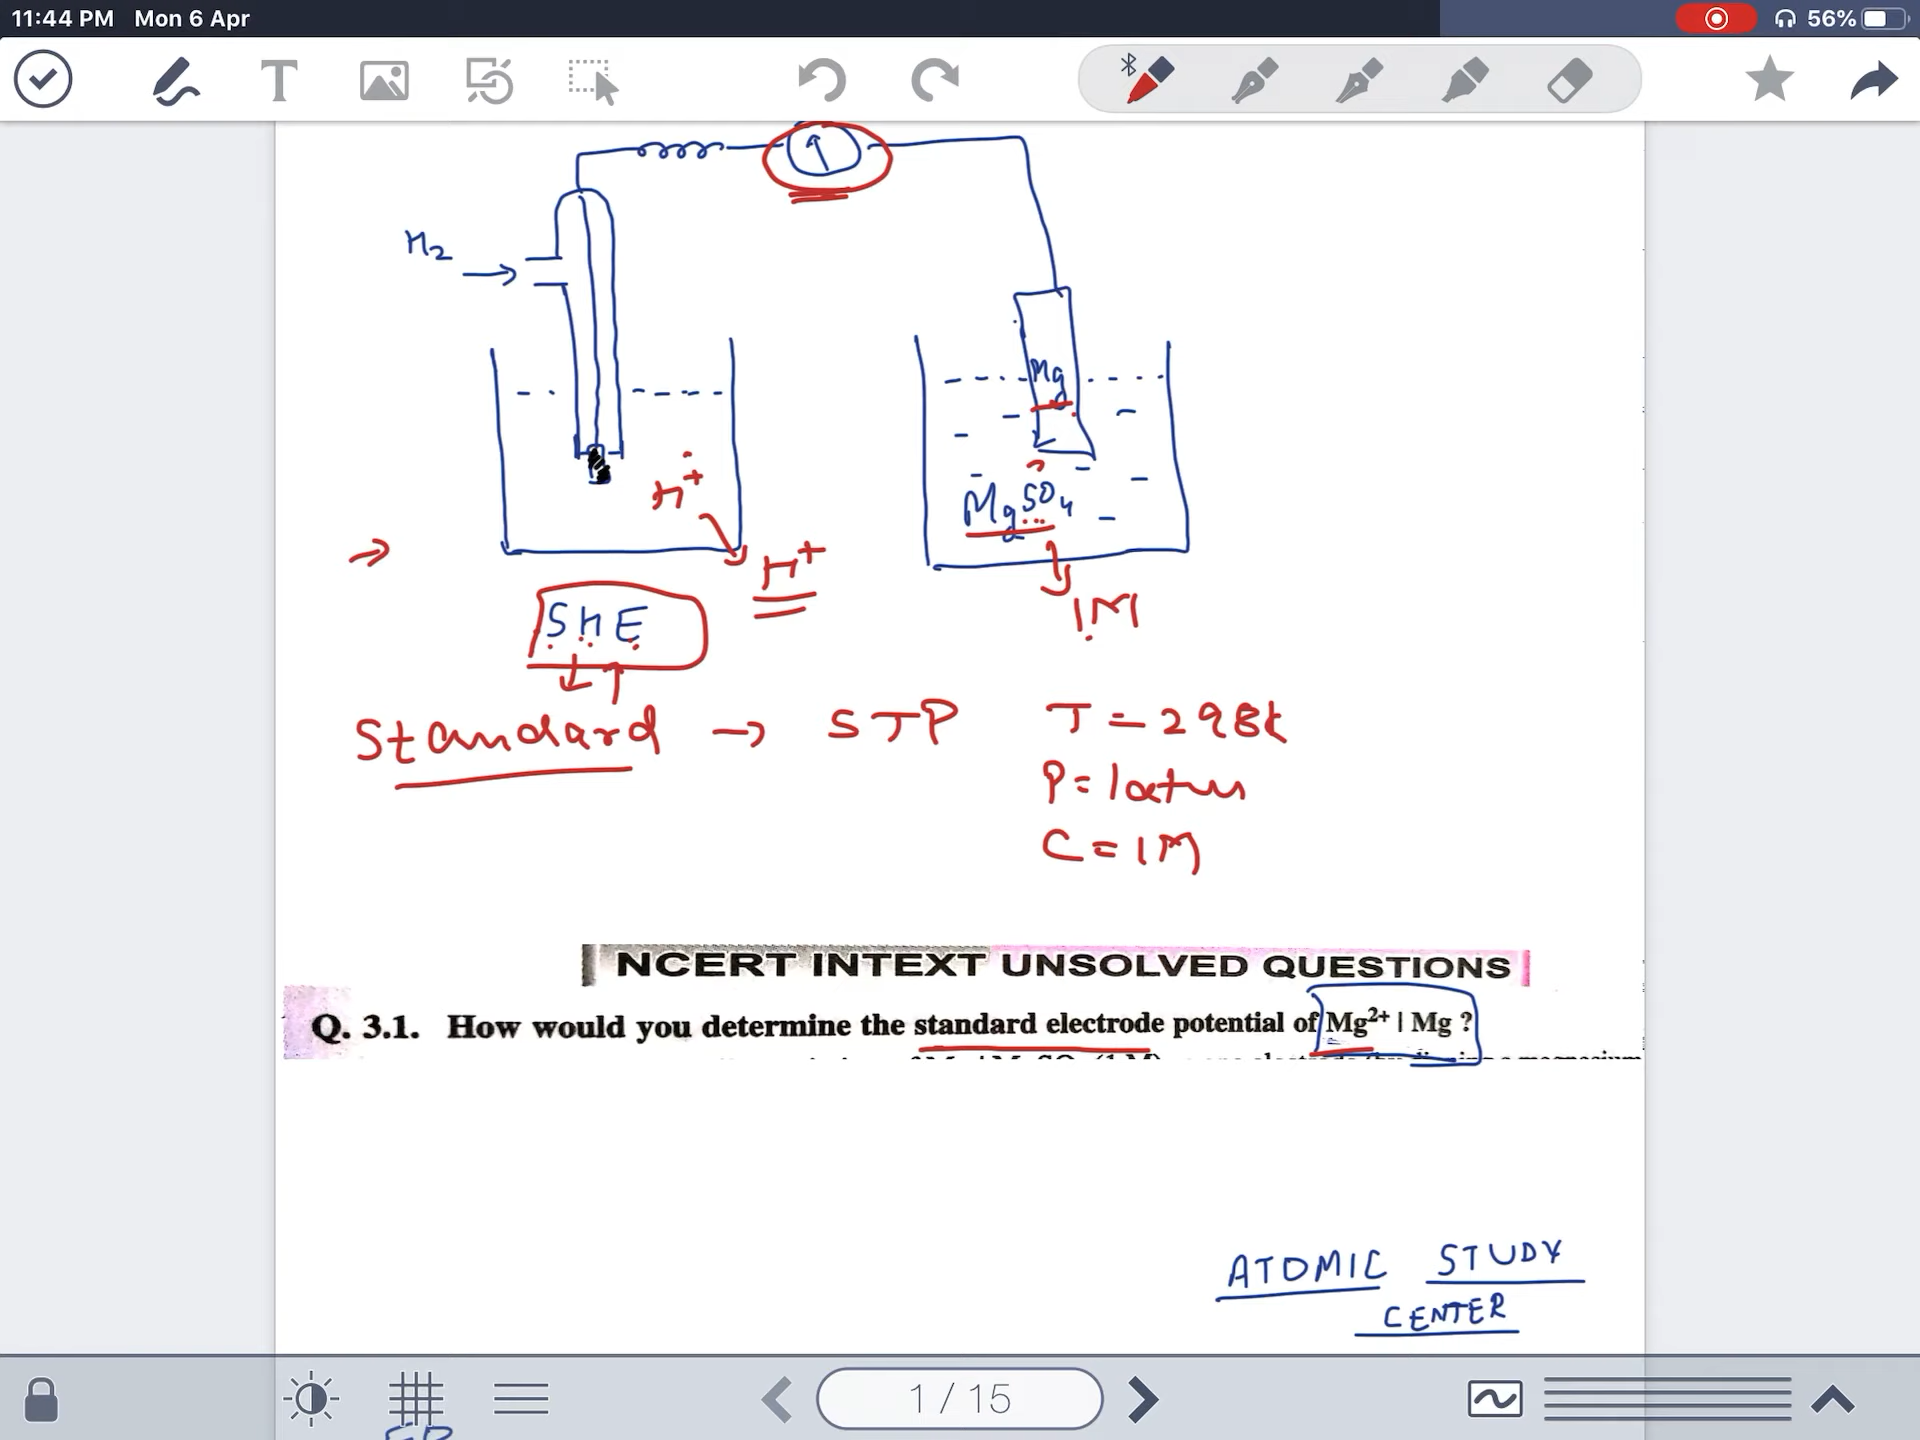 11:44 PM Mon 6 Apr
56%
T
H2
Mg
H+
MgSO4
H+
1M
SHE
Standard → STP T = 298k
P = 1atm
C = 1M
NCERT INTEXT UNSOLVED QUESTIONS
Q. 3.1. How would you determine the standard electrode potential of Mg2+ | Mg ?
ATOMIC STUDY
CENTER
1 / 15